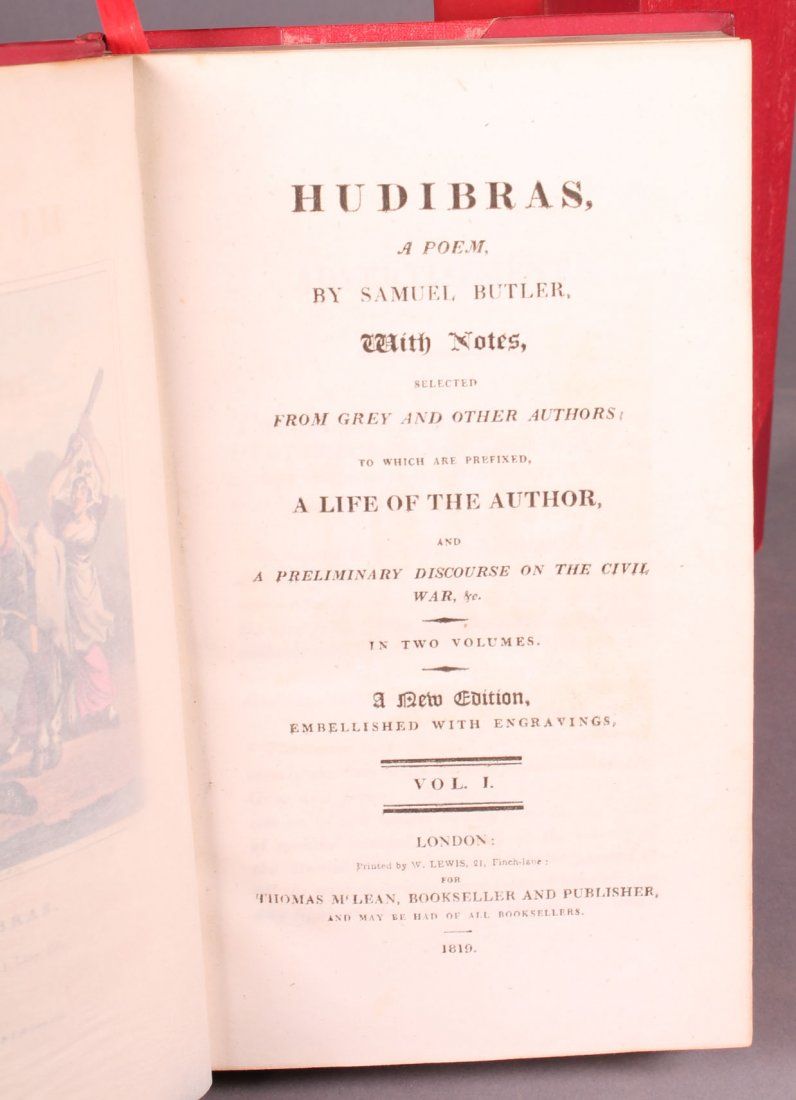 HUDIBRAS,
A POEM,
BY SAMUEL BUTLER,
With Notes,
SELECTED
FROM GREY AND OTHER AUTHORS;
TO WHICH ARE PREFIXED,
A LIFE OF THE AUTHOR,
AND
A PRELIMINARY DISCOURSE ON THE CIVIL
WAR, &c.
IN TWO VOLUMES.
A New Edition,
EMBELLISHED WITH ENGRAVINGS,
VOL. I.
LONDON:
Printed by W. LEWIS, 21, Finch-lane;
FOR
THOMAS M'LEAN, BOOKSELLER AND PUBLISHER,
AND MAY BE HAD OF ALL BOOKSELLERS.
1819.